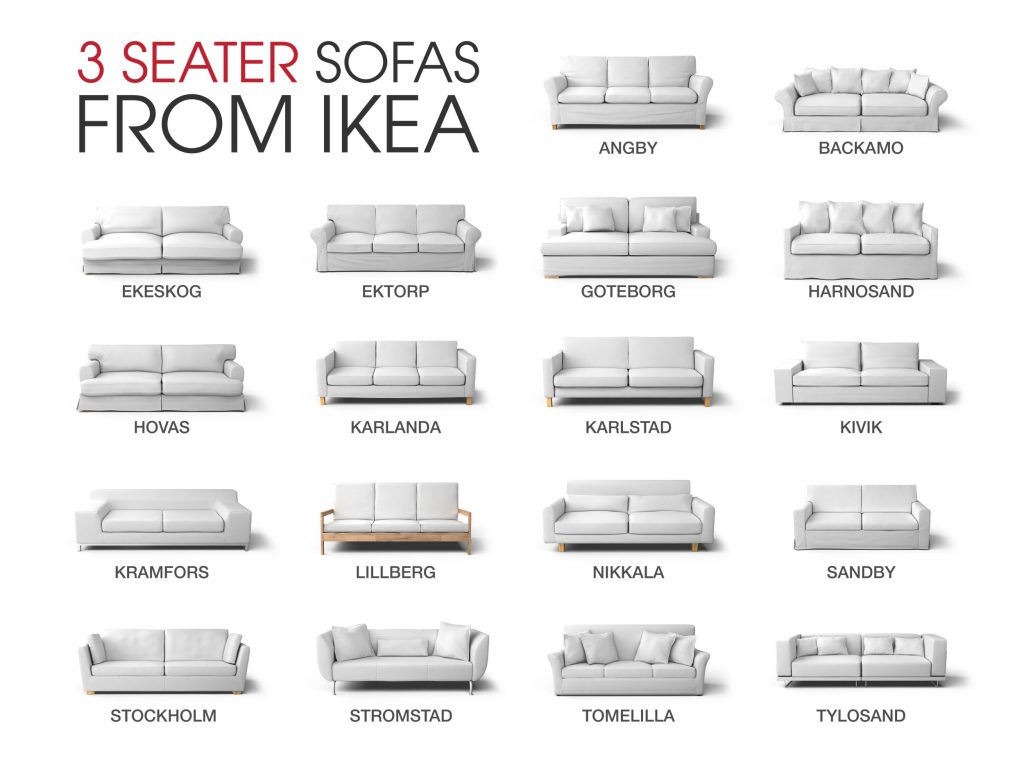 3 SEATER SOFAS
FROM IKEA
ANGBY
BACKAMO
EKESKOG
EKTORP
GOTEBORG
HARNOSAND
HOVAS
KARLANDA
KARLSTAD
KIVIK
KRAMFORS
LILLBERG
NIKKALA
SANDBY
STOCKHOLM
STROMSTAD
TOMELILLA
TYLOSAND